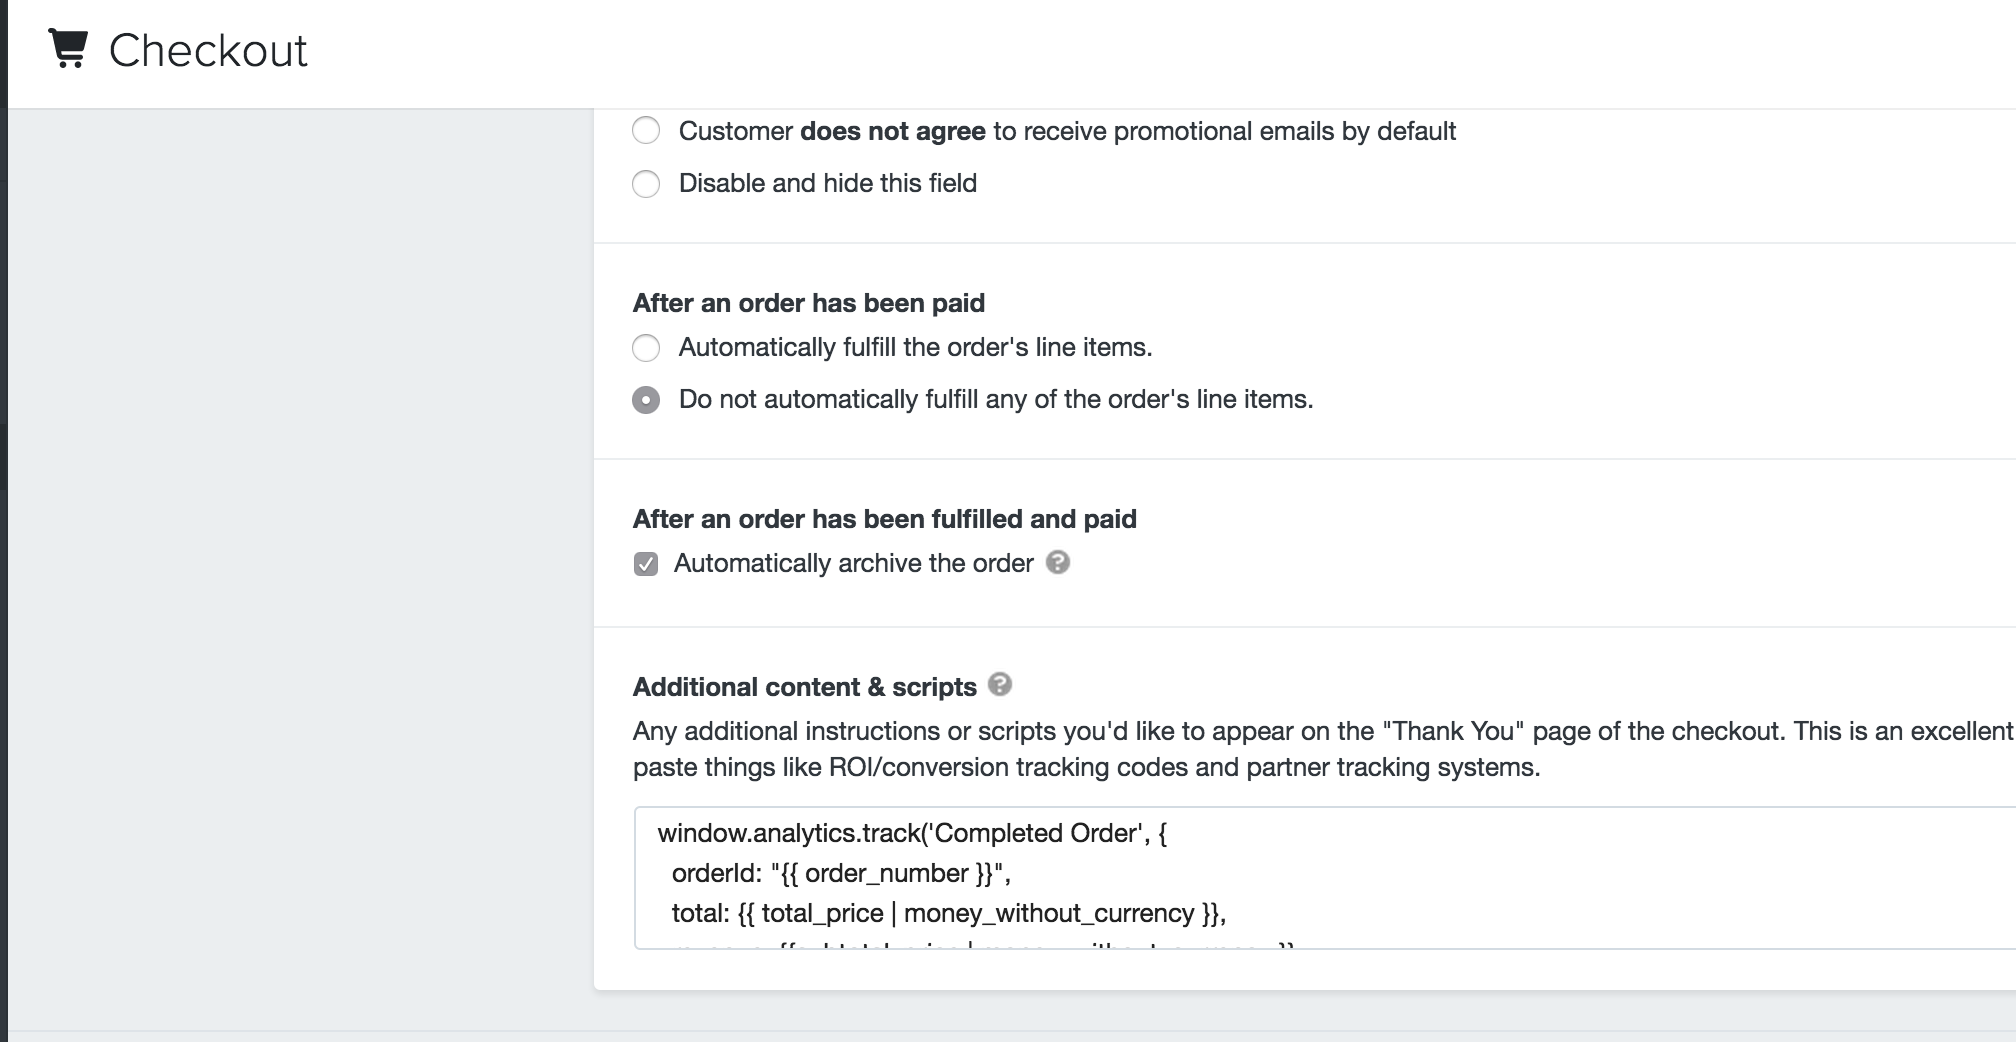 Checkout
Customer does not agree to receive promotional emails by default
Disable and hide this field
After an order has been paid
Automatically fulfill the order's line items.
Do not automatically fulfill any of the order's line items.
After an order has been fulfilled and paid
Automatically archive the order ?
Additional content & scripts ?
Any additional instructions or scripts you'd like to appear on the "Thank You" page of the checkout. This is an excellent
paste things like ROI/conversion tracking codes and partner tracking systems.
window.analytics.track('Completed Order', {
orderId: "{{ order_number }}",
total: {{ total_price | money_without_currency }},